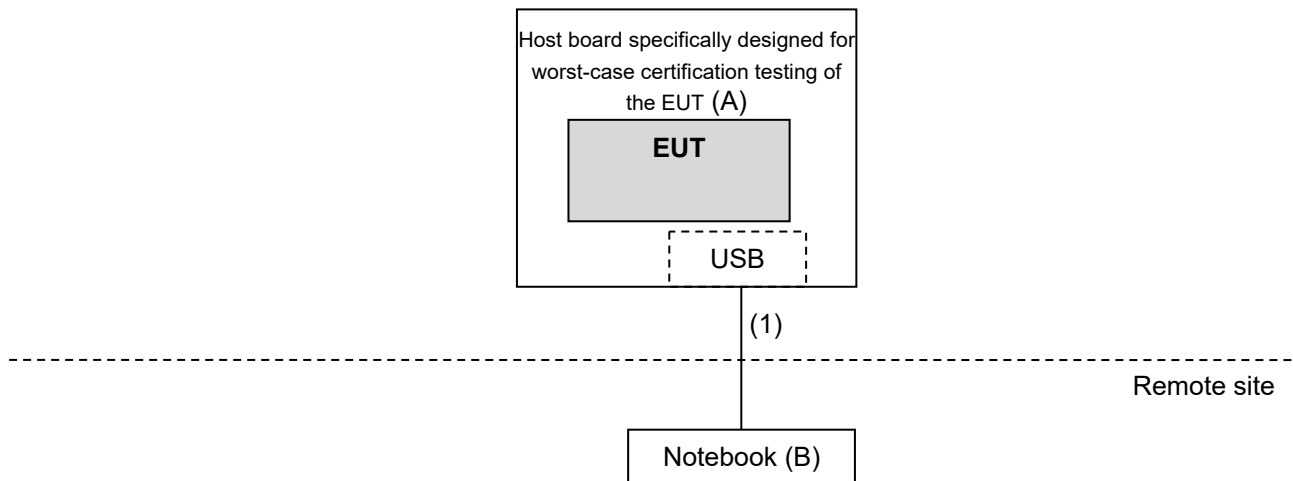 Host board specifically designed for
worst-case certification testing of
the EUT (A)
EUT
USB
(1)
Remote site
Notebook (B)